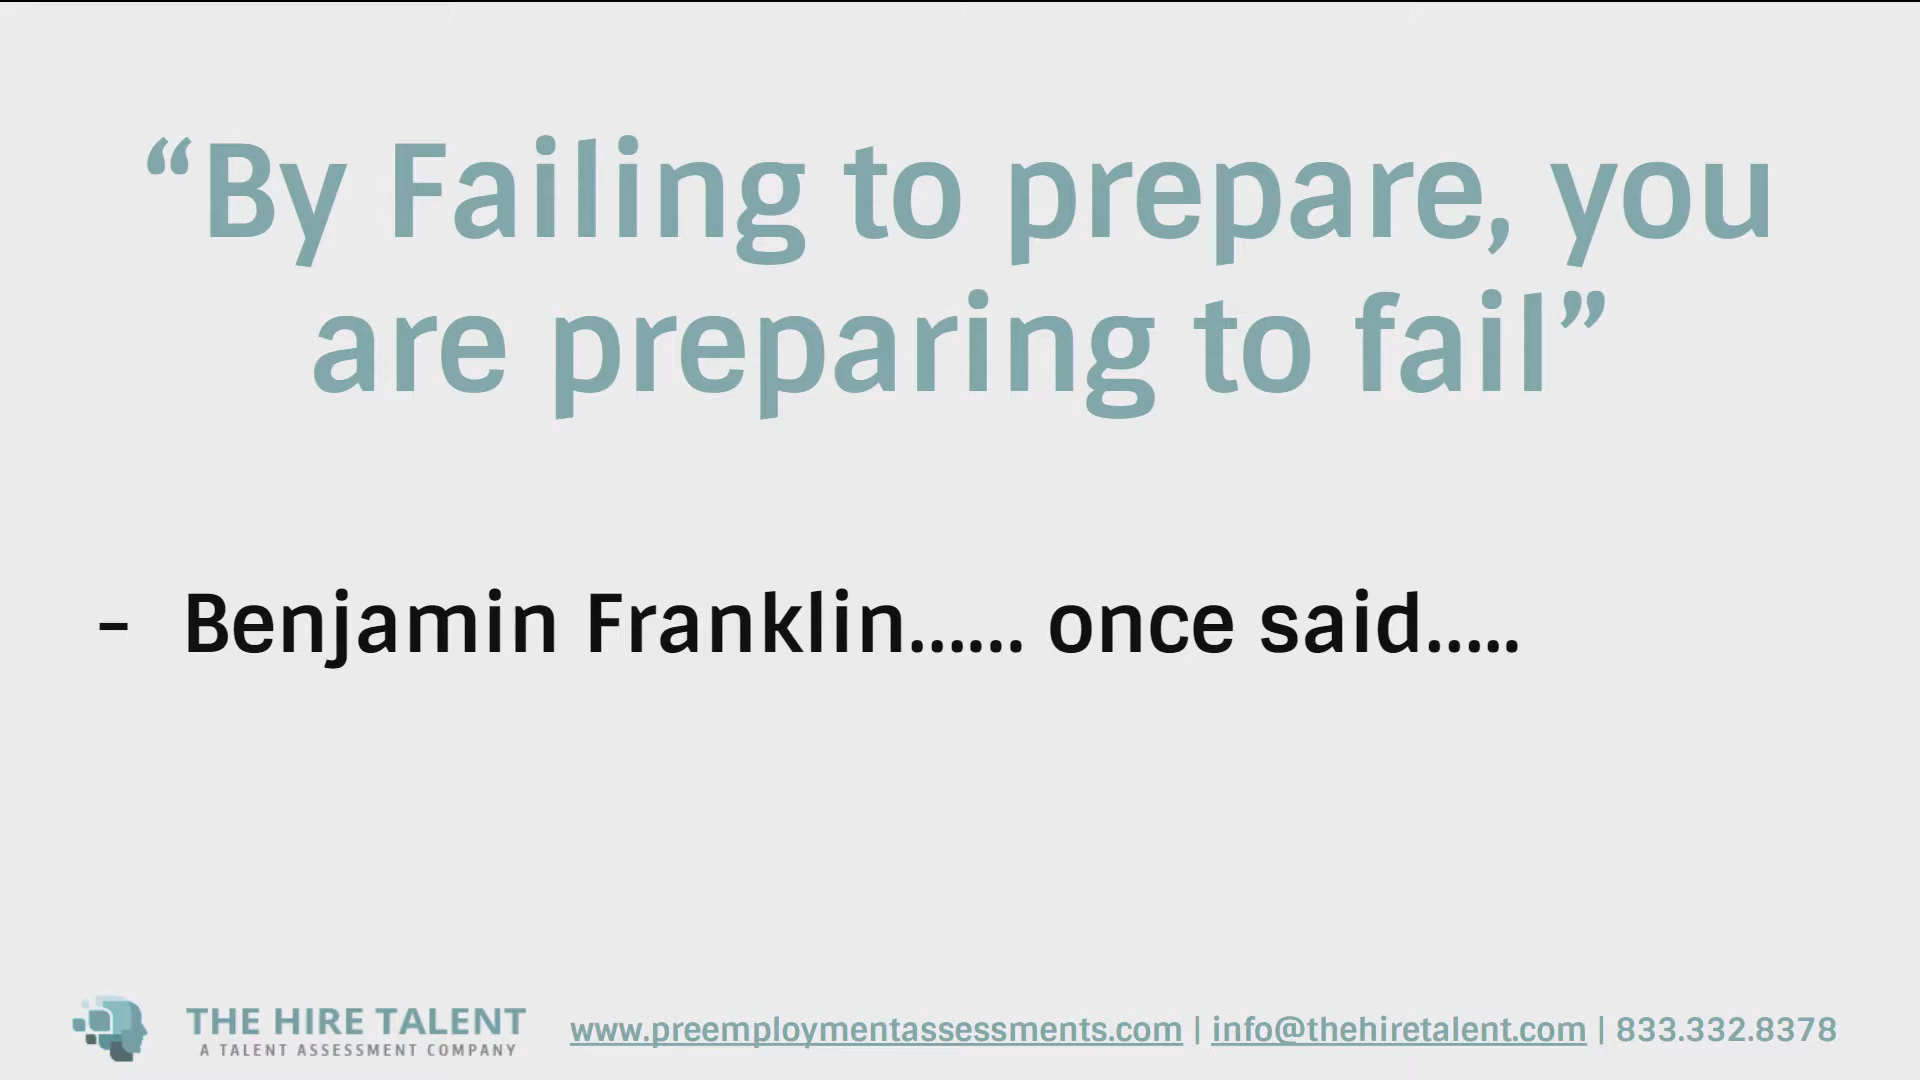 “By Failing to prepare, you
are preparing to fail”
- Benjamin Franklin...... once said.....
THE HIRE TALENT
A TALENT ASSESSMENT COMPANY
www.preemploymentassessments.com | info@thehiretalent.com | 833.332.8378